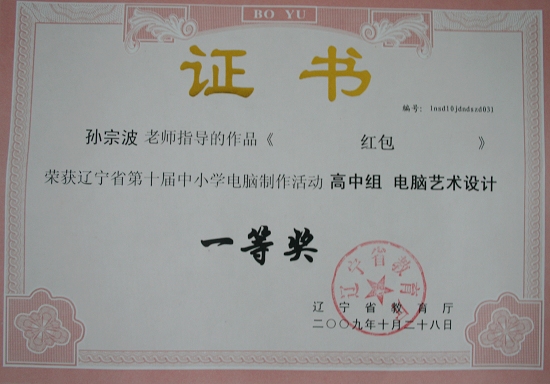 BO YU
证书
编号: lnsdl0jdndszd031
孙宗波 老师指导的作品《 红包 》
荣获辽宁省第十届中小学电脑制作活动 高中组 电脑艺术设计
一等奖
辽宁省教育厅
辽宁省教育厅
二〇〇九年十月二十八日